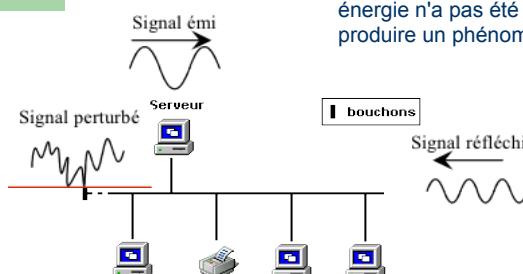 énergie n'a pas été
produire un phénom
Signal émi
Serveur
bouchons
Signal perturbé
Signal réfléchi